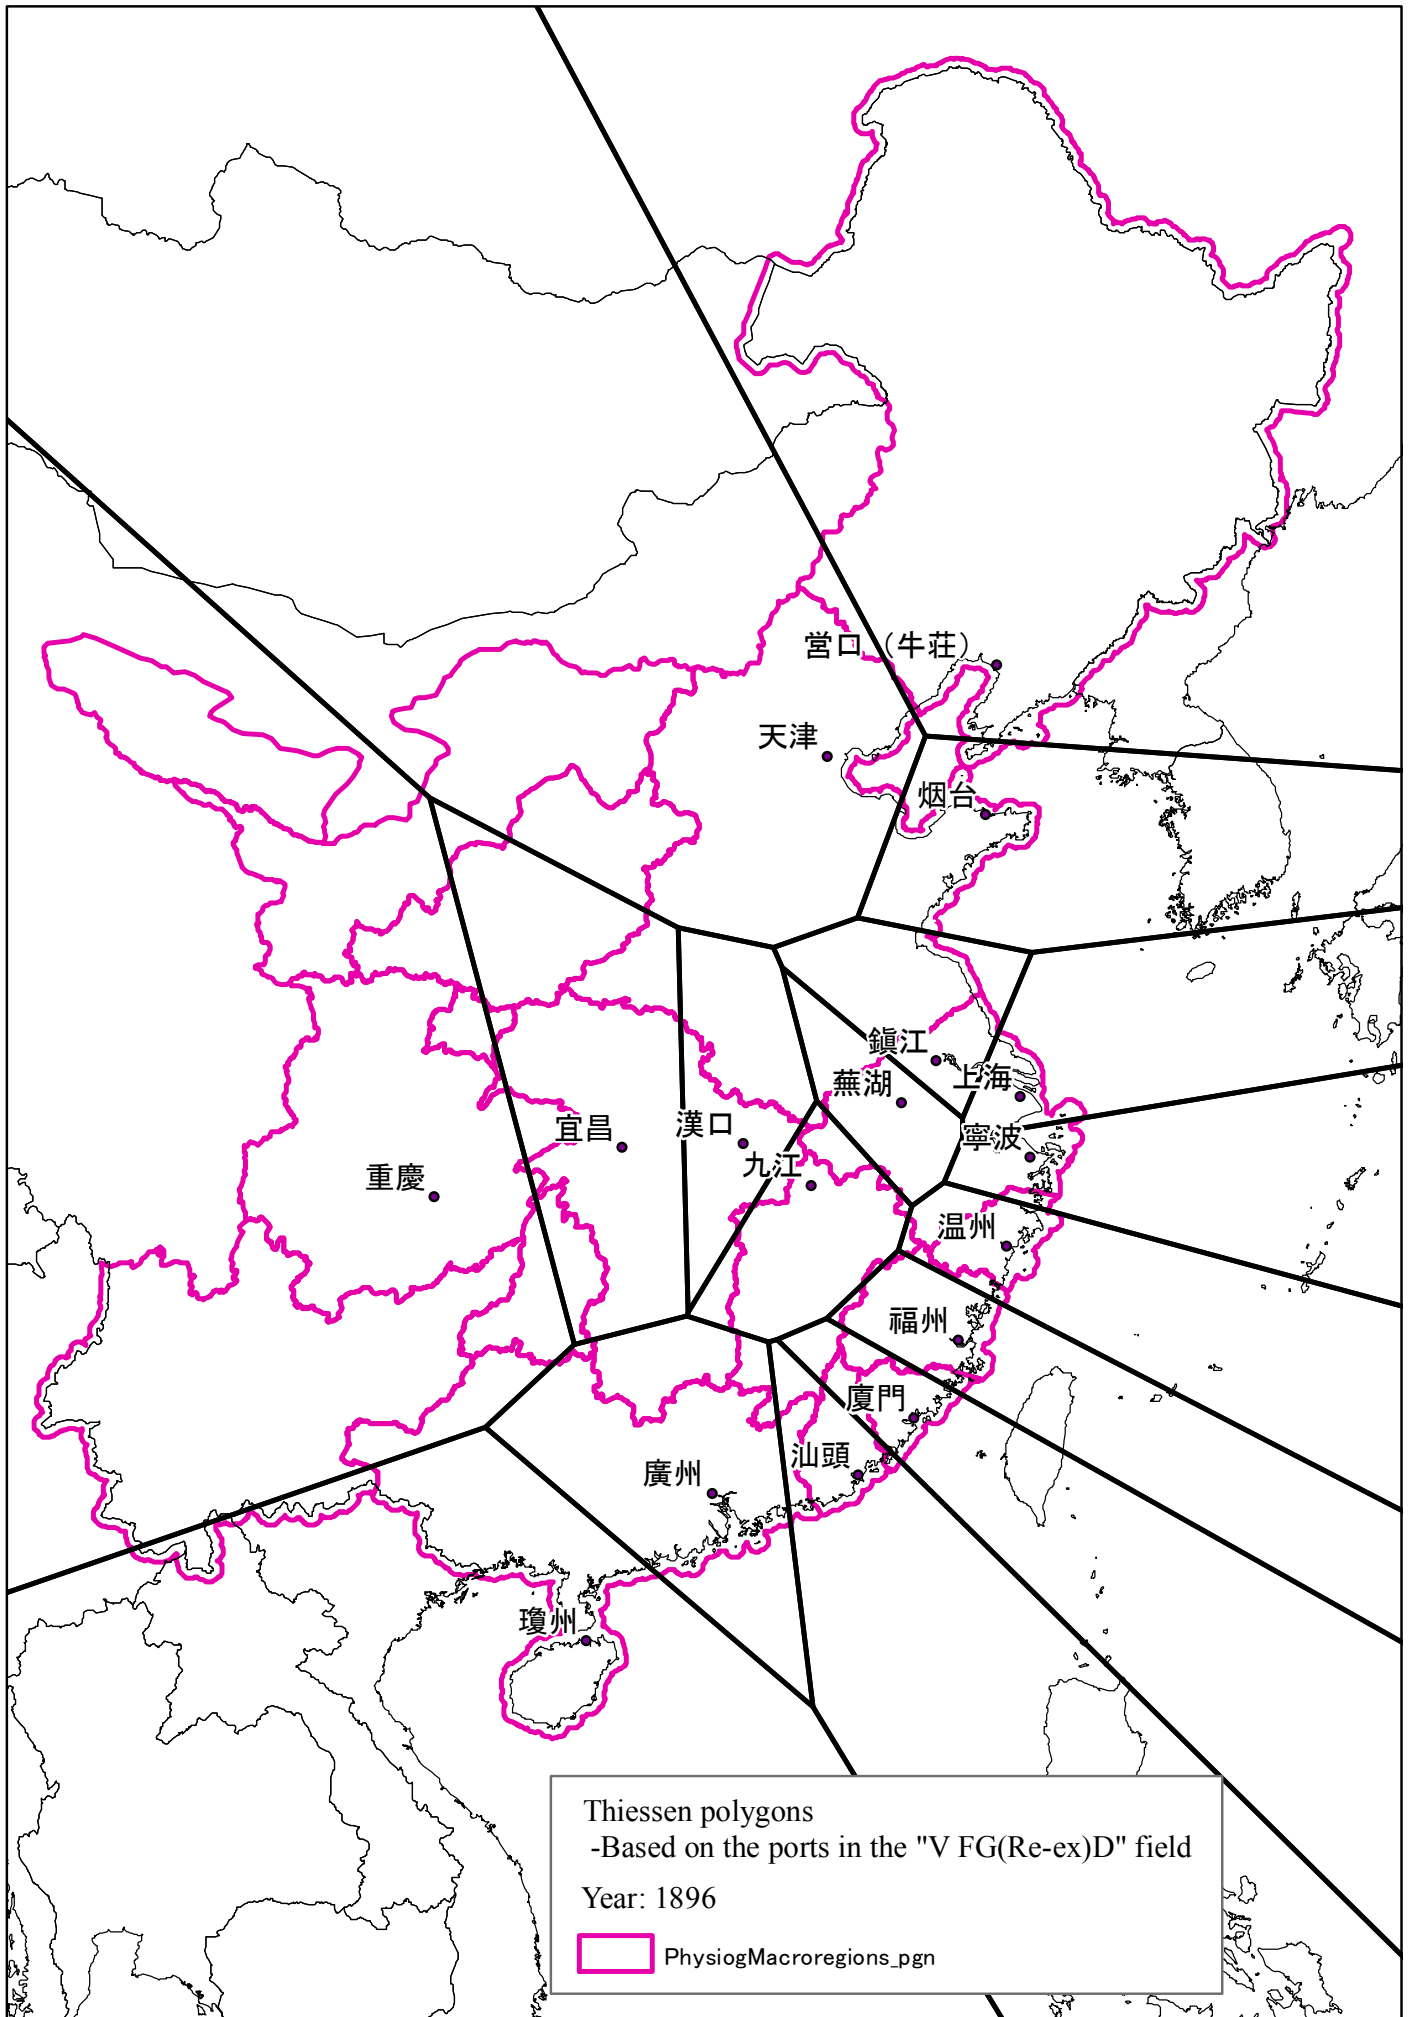 営口（牛荘）
天津
烟台
鎮江
上海
蕪湖
宜昌
漢口
寧波
九江
重慶
温州
福州
廈門
汕頭
廣州
瓊州
Thiessen polygons
-Based on the ports in the "V FG(Re-ex)D" field
Year: 1896
PhysiogMacroregions_pgn